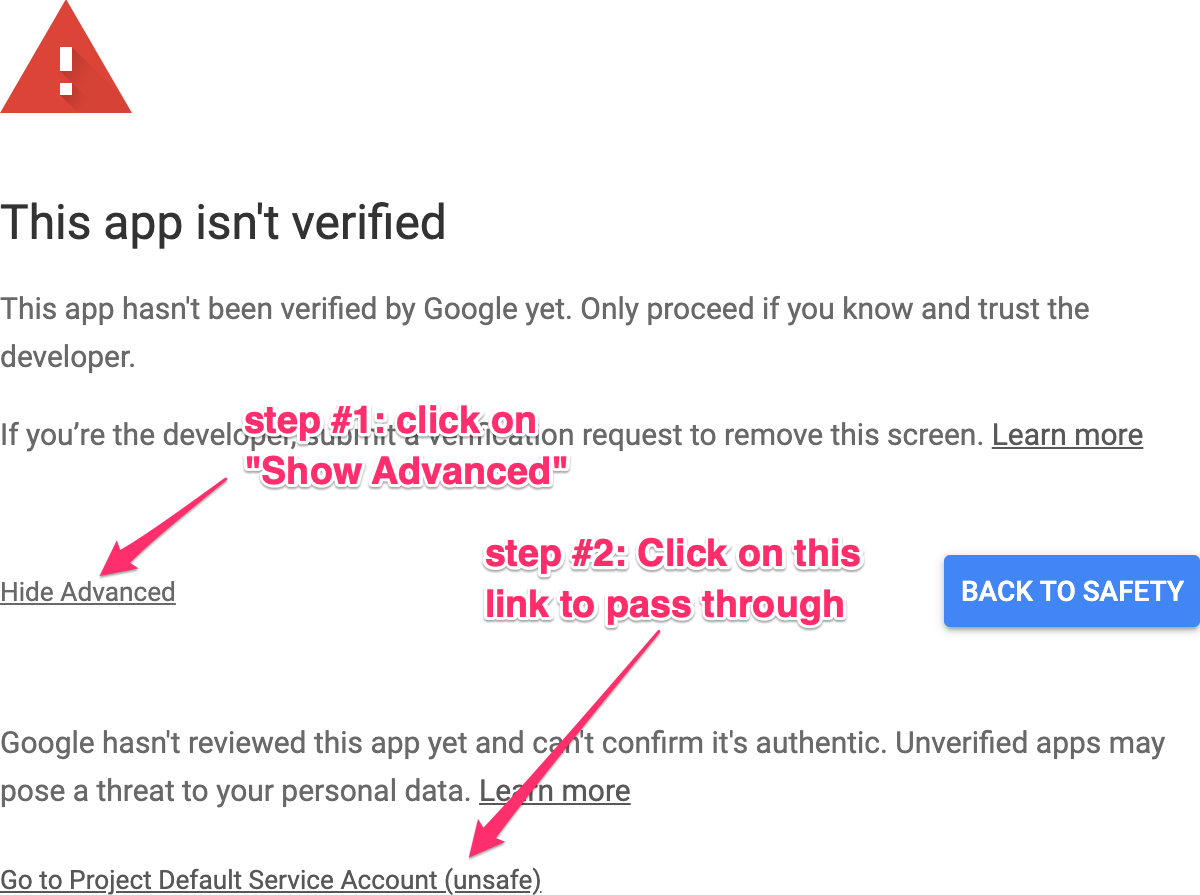 This app isn't verified
This app hasn't been verified by Google yet. Only proceed if you know and trust the
developer.
step #1: click on
If you’re the developer, submit a verification request to remove this screen. Learn more
"Show Advanced"
step #2: Click on this
Hide Advanced
link to pass through
BACK TO SAFETY
Google hasn't reviewed this app yet and can't confirm it's authentic. Unverified apps may
pose a threat to your personal data. Learn more
Go to Project Default Service Account (unsafe)